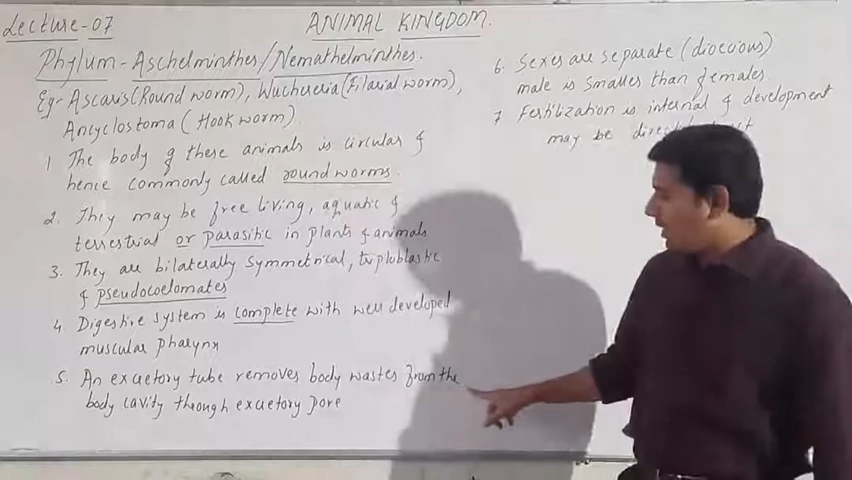 Lecture-07
ANIMAL KINGDOM.
Phylum - Aschelminthes/Nemathelminthes.
Eg- Ascaris (Round worm), Wuchereria (Filarial worm),
Ancyclostoma (Hook worm)
1 The body of these animals is circular &
hence commonly called round worms.
2. They may be free living, aquatic &
terrestrial or parasitic in plants & animals.
3. They are bilaterally symmetrical, triploblastic
& pseudocoelomates
4. Digestive system is complete with well developed
muscular pharynx
5. An excretory tube removes body wastes from the
body cavity through excretory pore
6. Sexes are separate (dioecious)
male is smaller than females.
7 Fertilization is internal & development
may be direct